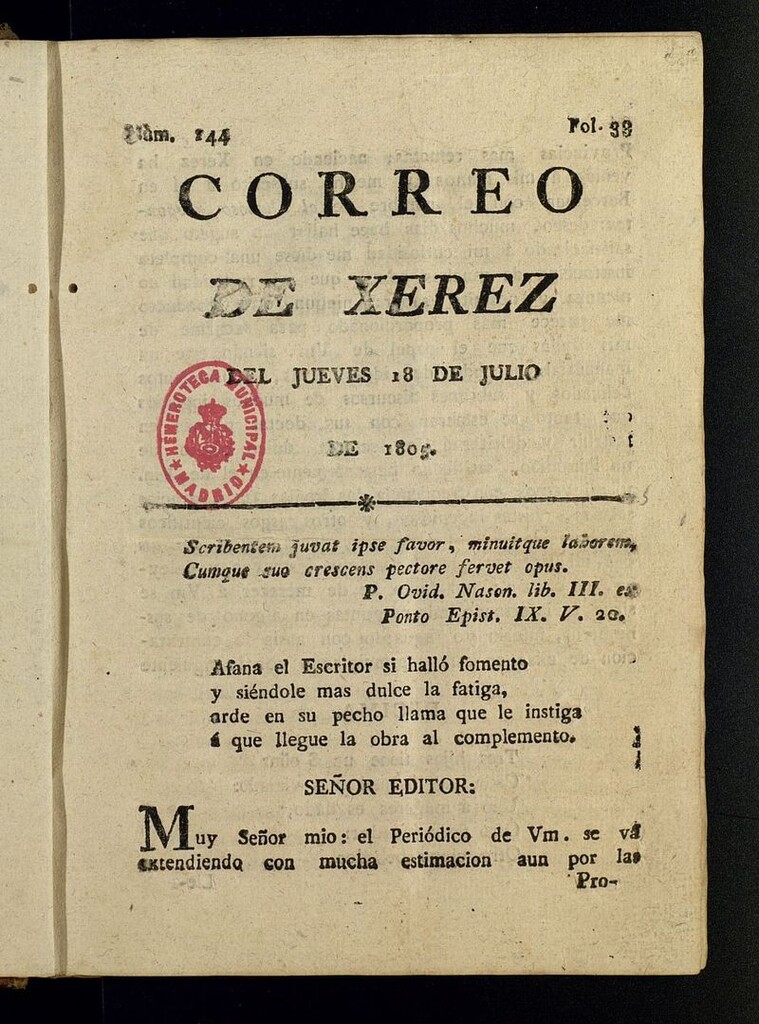 Núm. 144
Fol. 33
CORREO
DE XEREZ
DEL JUEVES 18 DE JULIO
DE 1805.
HEMEROTECA MUNICIPAL
MADRID
Scribentem juvat ipse favor, minuitque laborem,
Cumque suo crescens pectore fervet opus.
P. Ovid. Nason. lib. III. ex
Ponto Epist. IX. V. 20.
Afana el Escritor si halló fomento
y siéndole mas dulce la fatiga,
arde en su pecho llama que le instiga
á que llegue la obra al complemento.
SEÑOR EDITOR:
Muy Señor mio: el Periódico de Vm. se vá
extendiendo con mucha estimacion aun por las
Pro-